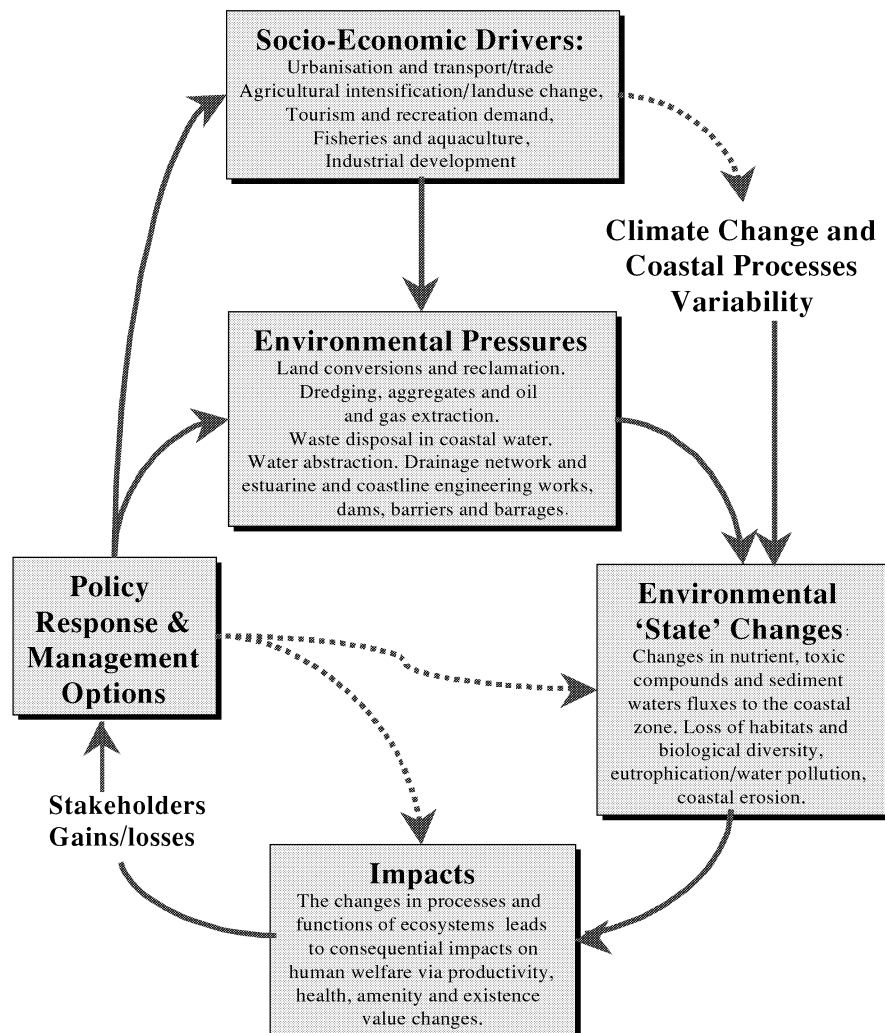 Socio-Economic Drivers:
Urbanisation and transport/trade
Agricultural intensification/landuse change,
Tourism and recreation demand,
Fisheries and aquaculture,
Industrial development
Climate Change and
Coastal Processes
Variability
Environmental Pressures
Land conversions and reclamation.
Dredging, aggregates and oil
and gas extraction.
Waste disposal in coastal water.
Water abstraction. Drainage network and
estuarine and coastline engineering works,
dams, barriers and barrages.
Policy
Response &
Management
Options
Environmental
‘State’ Changes:
Changes in nutrient, toxic
compounds and sediment
waters fluxes to the coastal
zone. Loss of habitats and
biological diversity,
eutrophication/water pollution,
coastal erosion.
Stakeholders
Gains/losses
Impacts
The changes in processes and
functions of ecosystems leads
to consequential impacts on
human welfare via productivity,
health, amenity and existence
value changes.